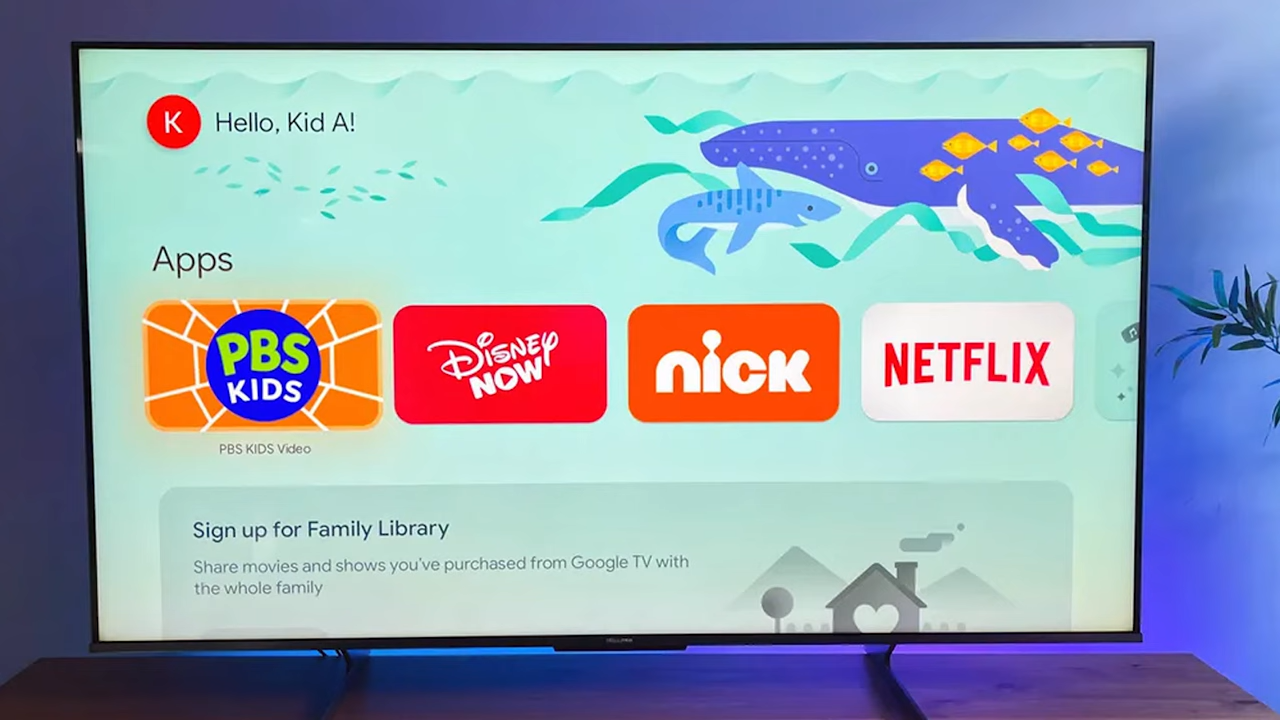 K
Hello, Kid A!
Apps
PBS
KIDS
Disney
NOW
nick
NETFLIX
PBS KIDS Video
Sign up for Family Library
Share movies and shows you've purchased from Google TV with
the whole family